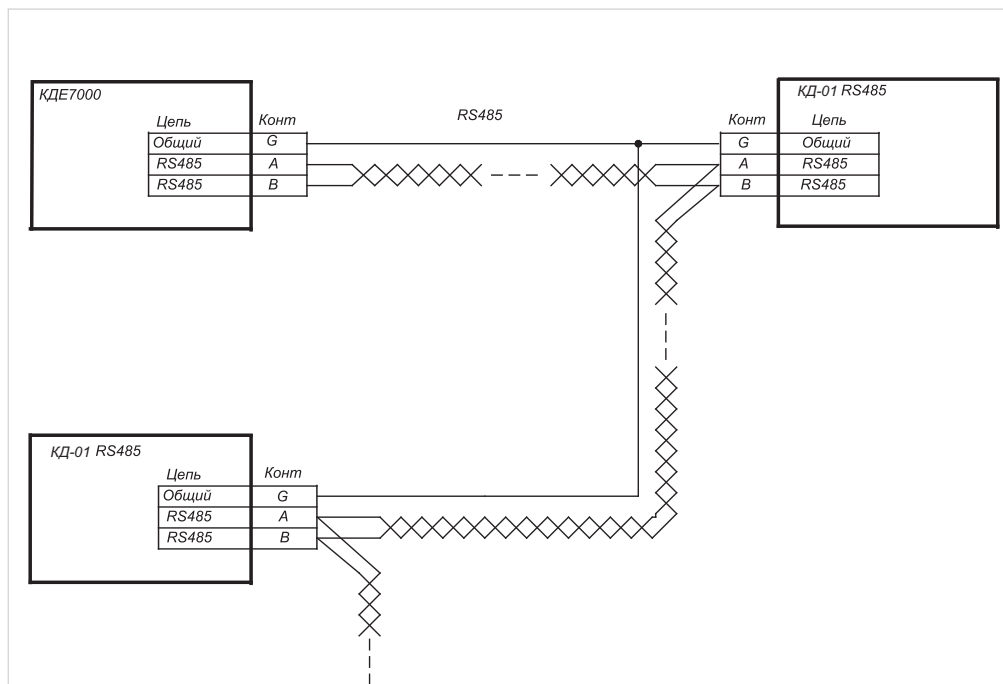 КДЕ7000
Цепь Конт
Общий G
RS485 A
RS485 B
RS485
КД-01 RS485
Конт Цепь
G Общий
A RS485
B RS485
КД-01 RS485
Цепь Конт
Общий G
RS485 A
RS485 B